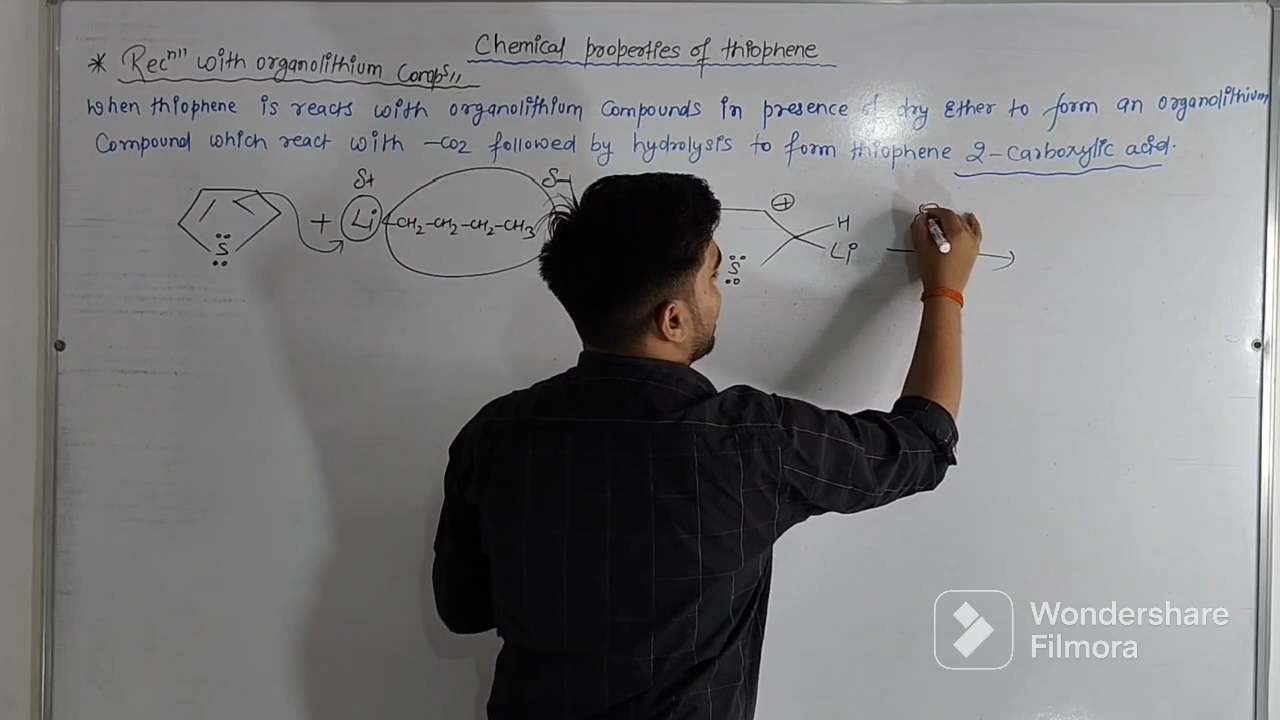 Chemical properties of thiophene
* Recⁿ" with organolithium Comps,,
When thiophene is reacts with organolithium Compounds in presence of dry Ether to form an organolithium
Compound which react with -CO2 followed by hydrolysis to form thiophene 2-Carboxylic acid.
δ+ δ-
+ Li -CH2-CH2-CH2-CH3 + H
S S Li
Wondershare
Filmora